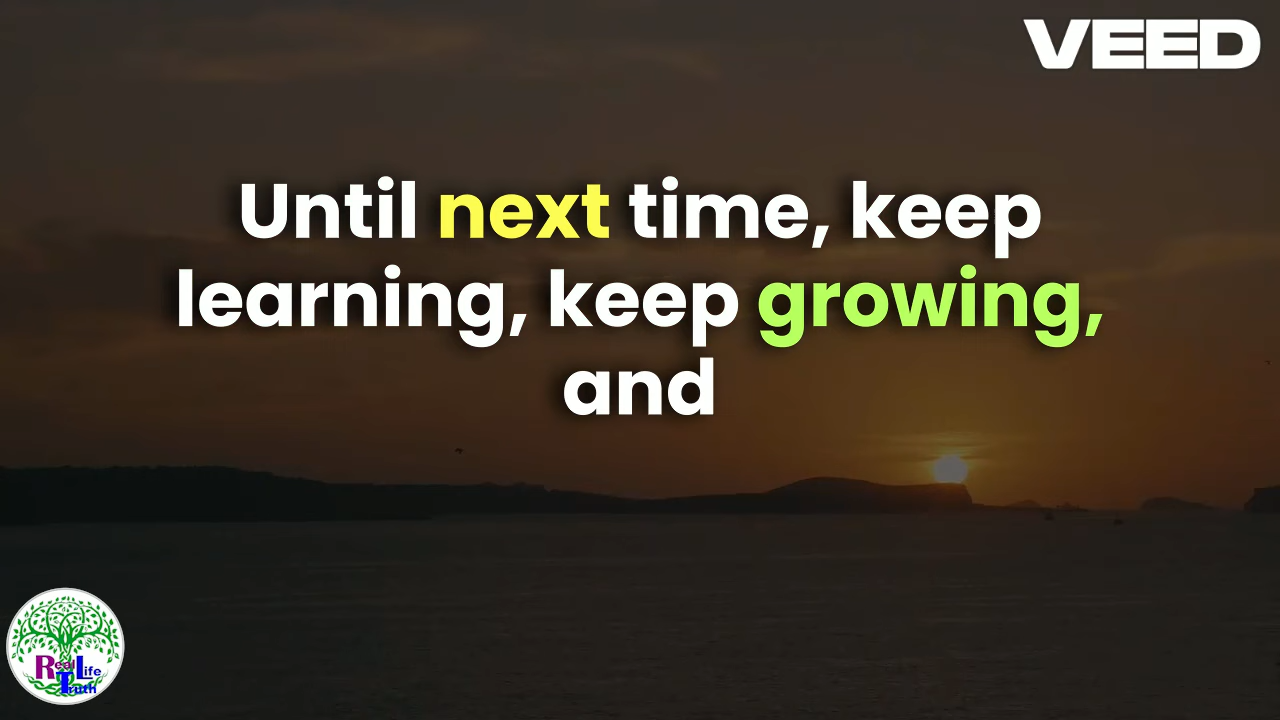 VEED
Until next time, keep
learning, keep growing,
and
Real Life
Truth